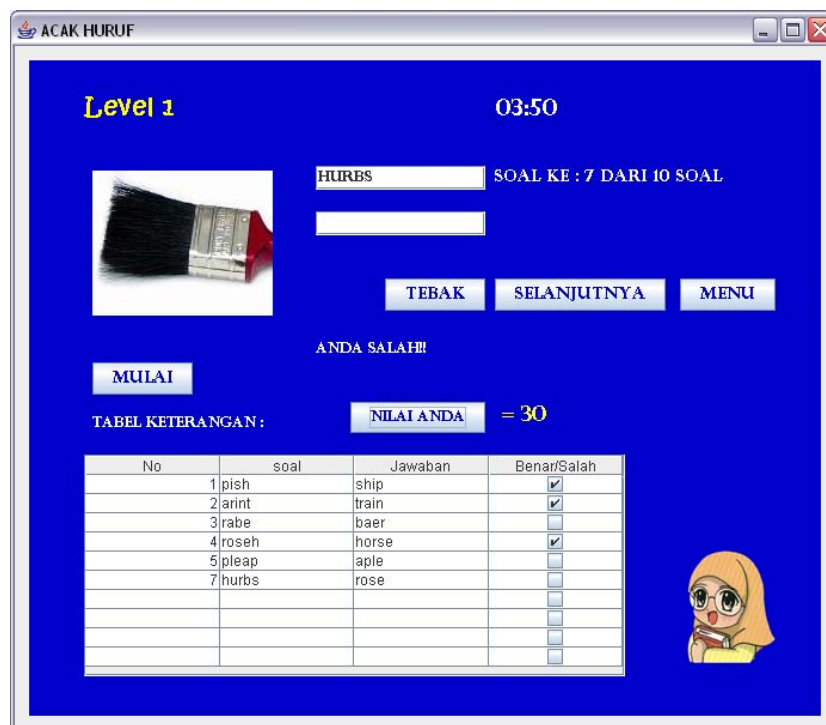 ACAK HURUF
Level 1
03:50
HURBS
SOAL KE : 7 DARI 10 SOAL
TEBAK
SELANJUTNYA
MENU
ANDA SALAH!!
MULAI
TABEL KETERANGAN :
NILAI ANDA
= 30
No soal Jawaban Benar/Salah
1 pish ship
2 arint train
3 rabe baer
4 roseh horse
5 pleap aple
7 hurbs rose